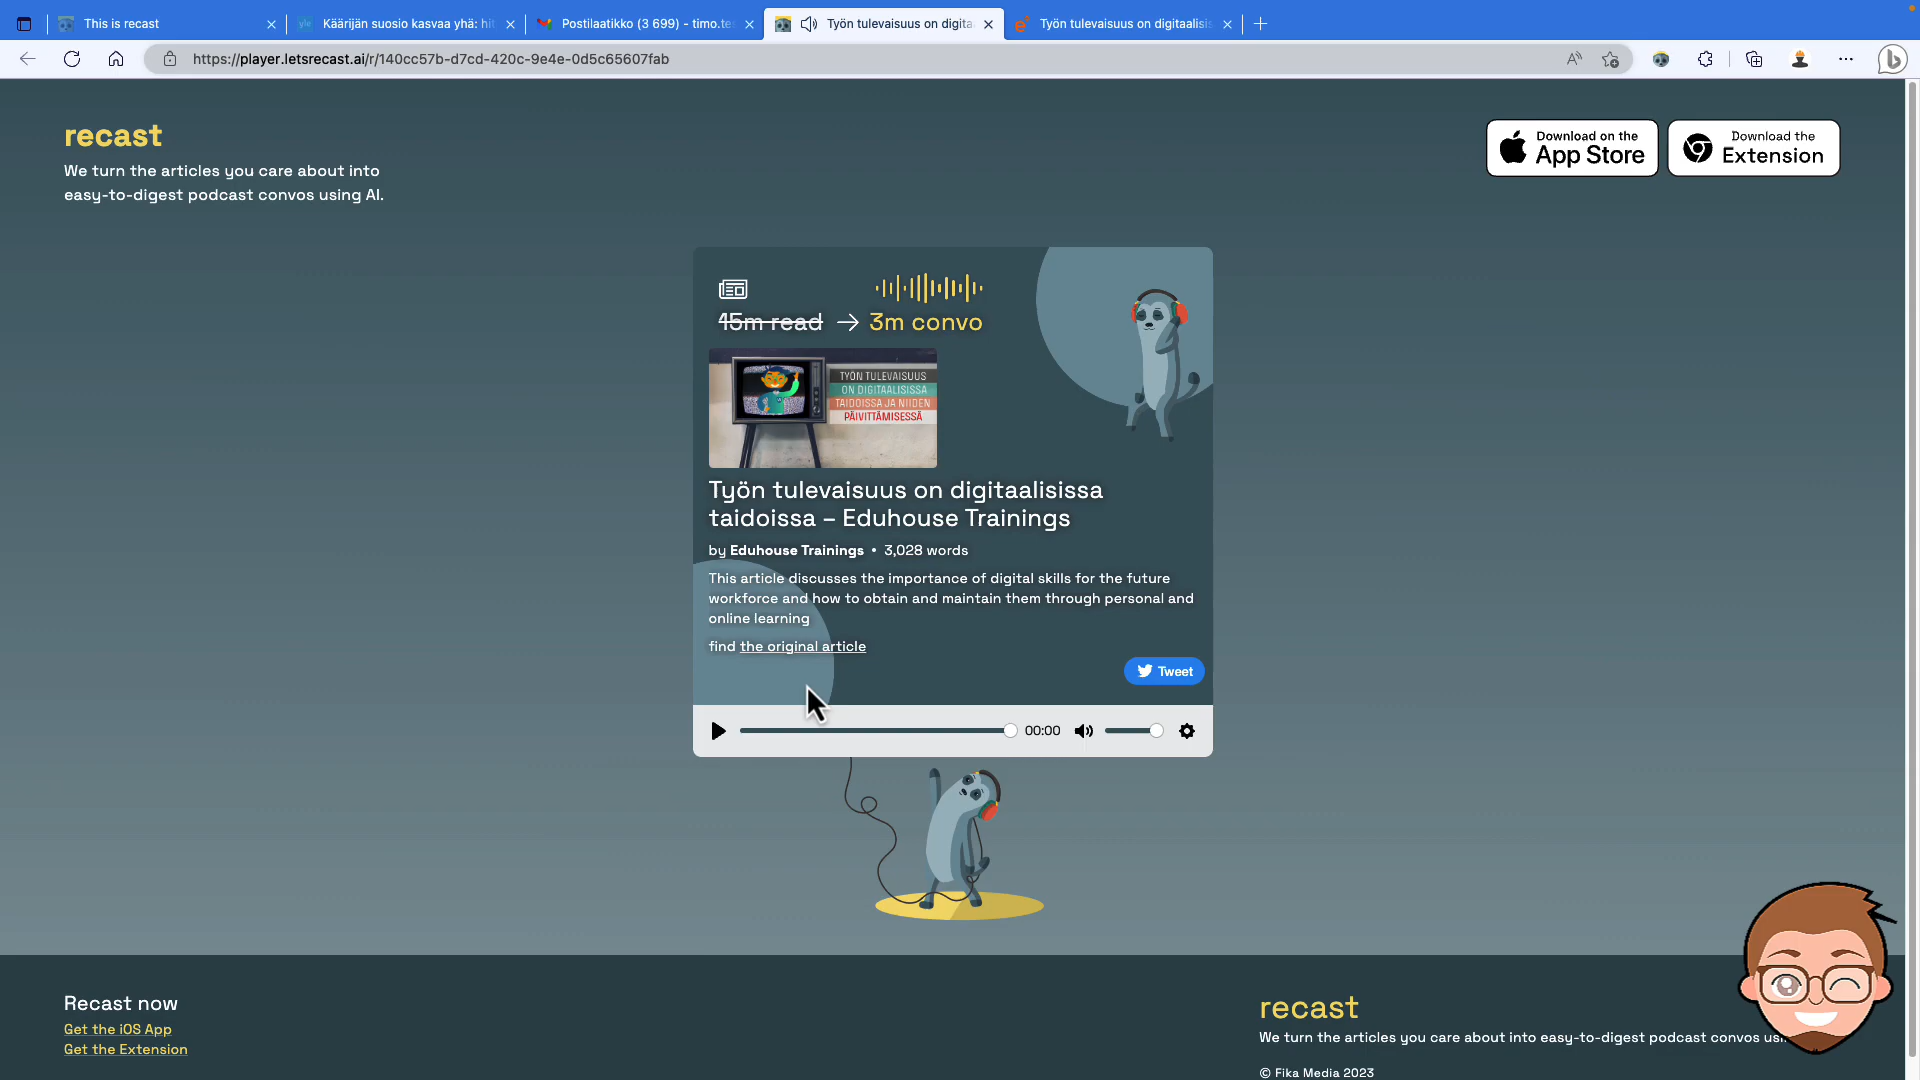 This is recast
Käärijän suosio kasvaa yhä: hit
Postilaatikko (3 699) - timo.te
Työn tulevaisuus on digita
Työn tulevaisuus on digitaalisis
https://player.letsrecast.ai/r/140cc57b-d7cd-420c-9e4e-0d5c65607fab
recast
We turn the articles you care about into
easy-to-digest podcast convos using AI.
Download on the
App Store
Download the
Extension
15m read → 3m convo
TYÖN TULEVAISUUS
ON DIGITAALISISSA
TAIDOISSA JA NIIDEN
PÄIVITTÄMISESSÄ
Työn tulevaisuus on digitaalisissa
taidoissa – Eduhouse Trainings
by Eduhouse Trainings • 3,028 words
This article discusses the importance of digital skills for the future
workforce and how to obtain and maintain them through personal and
online learning
find the original article
Tweet
00:00
Recast now
Get the iOS App
Get the Extension
recast
We turn the articles you care about into easy-to-digest podcast convos usi
© Fika Media 2023